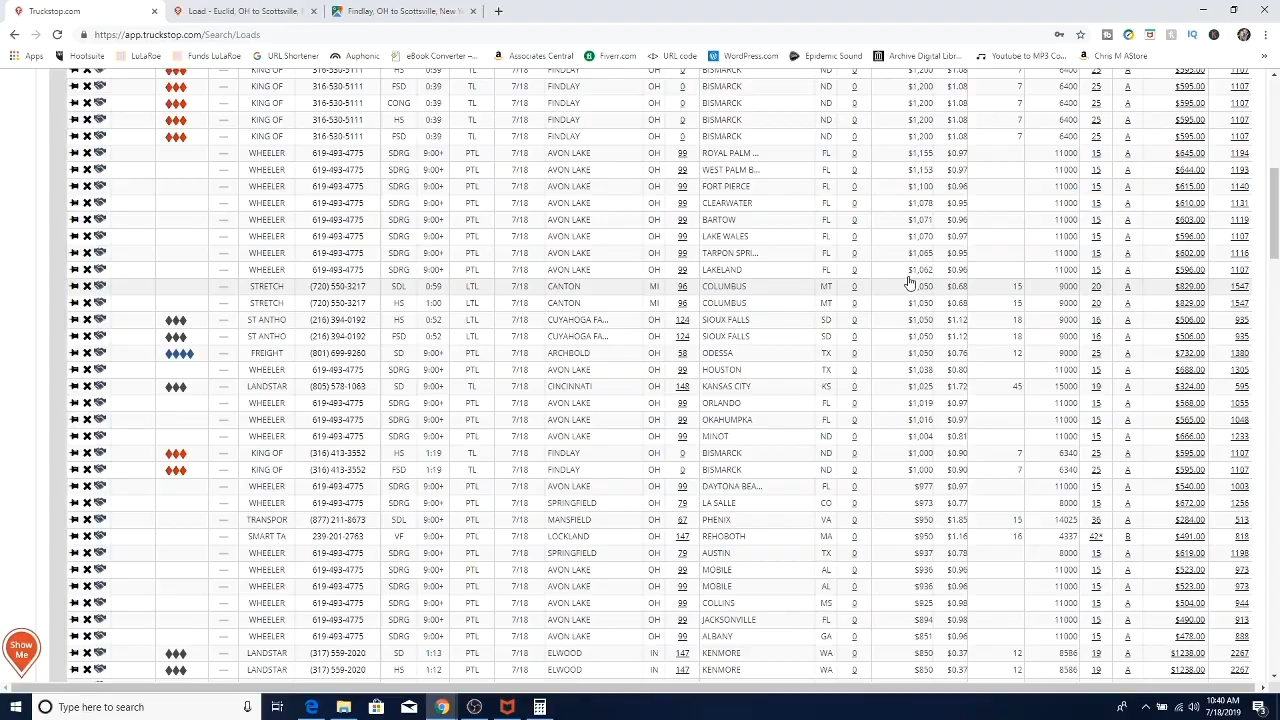 Truckstop.com
Load - Euclid, OH to Scottsville, 
Findlay, OH to Scottsville, New Y
https://www.truckstop.com/Search/Loads
Apps Hootsuite LuLaRoe Funds LuLaRoe URL Shortener Auphonic eBook Converter –... Associates Central Fiverr.com URL code WordPress.com Epidemic Sound Archive Digital Libr... Youtube to MP3 Co... Chris M AStore
KING OF 316-530-5111 HS 0:39 TL 7/18 FINDLAY OH 0 BISMARCK ND 0 $1,200 $1.08 7 6400 25 A $595.00 1107
KING OF 316-530-5111 FSD 0:39 TL 7/18 FINDLAY OH 0 BISMARCK ND 0 $1,200 $1.08 7 6400 25 A $595.00 1107
KING OF 316-530-5111 CONG 0:39 TL 7/18 FINDLAY OH 0 BISMARCK ND 0 $1,200 $1.08 7 6400 25 A $595.00 1107
KING OF 316-530-5111 HS 0:39 TL 7/18 FINDLAY OH 0 BISMARCK ND 0 $1,200 $1.08 7 6400 25 A $595.00 1107
KING OF 316-530-5111 FSD 0:39 TL 7/18 FINDLAY OH 0 BISMARCK ND 0 $1,200 $1.08 7 6400 25 A $595.00 1107
— WHEELER 619-493-4775 SDRG 9:00+ PTL 7/18 AVON LAKE OH 99 ROYAL PALM ... FL 0 $1,155 $0.97 11000 15 A $645.00 1194
— WHEELER 619-493-4775 SDRG 9:00+ PTL 7/18 AVON LAKE OH 99 WEST PALM B... FL 0 $1,153 $0.97 11000 15 A $644.00 1193
— WHEELER 619-493-4775 SDRG 9:00+ PTL 7/18 AVON LAKE OH 99 FORT PIERCE FL 0 $1,100 $0.96 11000 15 A $615.00 1140
— WHEELER 619-493-4775 SDRG 9:00+ PTL 7/18 AVON LAKE OH 99 CLEARWATER FL 0 $1,078 $0.95 11000 15 A $610.00 1131
— WHEELER 619-493-4775 SDRG 9:00+ PTL 7/18 AVON LAKE OH 99 BARTOW FL 0 $1,071 $0.96 11000 15 A $603.00 1119
— WHEELER 619-493-4775 SDRG 9:00+ PTL 7/18 AVON LAKE OH 99 LAKE WALES FL 0 $1,070 $0.96 11000 15 A $596.00 1107
— WHEELER 619-493-4775 SDRG 9:00+ PTL 7/18 AVON LAKE OH 99 TARPON SPRI... FL 0 $1,065 $0.95 11000 15 A $602.00 1118
— WHEELER 619-493-4775 SDRG 9:00+ PTL 7/18 AVON LAKE OH 99 LAKELAND FL 0 $1,062 $0.96 11000 15 A $596.00 1107
— STRETCH (720) 550-3217 SDL 0:59 LTL 7/18 CANTON MI 96 COLUMBUS MT 0 050 $0.68 15 9000 20 A $829.00 1547
— STRETCH (720) 550-3217 HS 1:00 LTL 7/18 CANTON MI 96 COLUMBUS MT 0 $1,050 $0.68 15 9000 20 A $829.00 1547
— ST ANTHO (216) 394-0192 HS 0:52 LTL 7/18 CUYAHOGA FA... OH 124 SIOUX FALLS SD 0 $1,050 $1.12 18 9000 16 A $506.00 935
— ST ANTHO (216) 394-0192 FSD 0:52 LTL 7/18 CUYAHOGA FA... OH 124 SIOUX FALLS SD 0 $1,050 $1.12 18 9000 16 A $506.00 935
— FREIGHT (801) 699-9260 SD 9:00+ PTL 7/18 ARCHBOLD OH 58 ODESSA TX 0 $1,050 $0.76 12 9000 25 A $732.00 1380
— WHEELER 619-493-4775 SDRG 9:00+ PTL 7/18 AVON LAKE OH 99 HOUSTON TX 0 $1,038 $0.80 11000 15 A $688.00 1305
— LANDSTAR (805) 578-1063 SD 9:00+ TL 7/18 CINCINNATI OH 148 KANSAS CITY KS 0 $1,025 $1.72 45 15000 19 A $324.00 595
— WHEELER 619-493-4775 SDRG 9:00+ PTL 7/18 AVON LAKE OH 99 ORLANDO FL 0 $1,019 $0.97 11000 15 A $568.00 1055
— WHEELER 619-493-4775 SDRG 9:00+ PTL 7/18 AVON LAKE OH 99 OKAHUMPKA FL 0 $1,016 $0.97 11000 15 A $565.00 1048
— WHEELER 619-493-4775 SDRG 9:00+ PTL 7/18 AVON LAKE OH 99 MINOT ND 0 $1,004 $0.81 11000 15 A $666.00 1233
— KING OF (316) 413-3552 HS 1:19 TL 7/18 FINDLAY OH 0 BISMARCK ND 0 $1,000 $0.90 7 6340 25 A $595.00 1107
— KING OF (316) 413-3552 FSD 1:19 TL 7/18 FINDLAY OH 0 BISMARCK ND 0 $1,000 $0.90 7 6340 25 A $595.00 1107
— WHEELER 619-493-4775 SDRG 9:00+ PTL 7/18 AVON LAKE OH 99 DAYTONA BEA... FL 0 $977 $0.97 11000 15 A $540.00 1003
— WHEELER 619-493-4775 SDRG 9:00+ PTL 7/18 SPRINGFIELD OH 79 LA SALLE CO 0 $973 $0.77 8000 15 A $672.00 1256
— TRANSPOR (877) 211-8673 SDL 9:00+ PTL 7/18 MANSFIELD OH 67 PHENIX VA 0 $950 $1.85 15 14025 36 A $284.00 513
— SMART TA 239-201-2763 VF 9:00+ PTL 7/18 LOCKLAND OH 147 REHOBOTH MA 0 $950 $1.16 16 4337 42* B $491.00 818
— WHEELER 619-493-4775 SDRG 9:00+ PTL 7/18 SPRINGFIELD OH 79 AUSTIN TX 0 $937 $0.78 8000 15 A $619.00 1198
— WHEELER 619-493-4775 SDRG 9:00+ PTL 7/18 AVON LAKE OH 99 MOBILE AL 0 $936 $0.96 11000 15 A $523.00 973
— WHEELER 619-493-4775 SDRG 9:00+ PTL 7/18 AVON LAKE OH 99 MOBILE AL 0 $936 $0.96 11000 15 A $523.00 973
— WHEELER 619-493-4775 SDRG 9:00+ PTL 7/18 AVON LAKE OH 99 COLLINS MS 0 $925 $0.98 11000 15 A $504.00 944
— WHEELER 619-493-4775 SDRG 9:00+ PTL 7/18 AVON LAKE OH 99 JACKSONVILLE FL 0 $894 $0.98 11000 15 A $490.00 913
— WHEELER 619-493-4775 SDRG 9:00+ PTL 7/18 AVON LAKE OH 99 ALBANY GA 0 $851 $0.96 11000 15 A $478.00 888
— LANDSTAR (317) 559-2020 SD 1:13 PTL 7/18 ELWOOD IN 147 KENMORE WA 0 $850 $0.37 12 8586 19 A $1238.00 2267
— LANDSTAR (317) 559-2020 HS 1:12 PTL 7/18 ELWOOD IN 147 KENMORE WA 0 $850 $0.37 12 8586 19 A $1238.00 2267
Show
Me
Type here to search
10:40 AM
7/18/2019
3